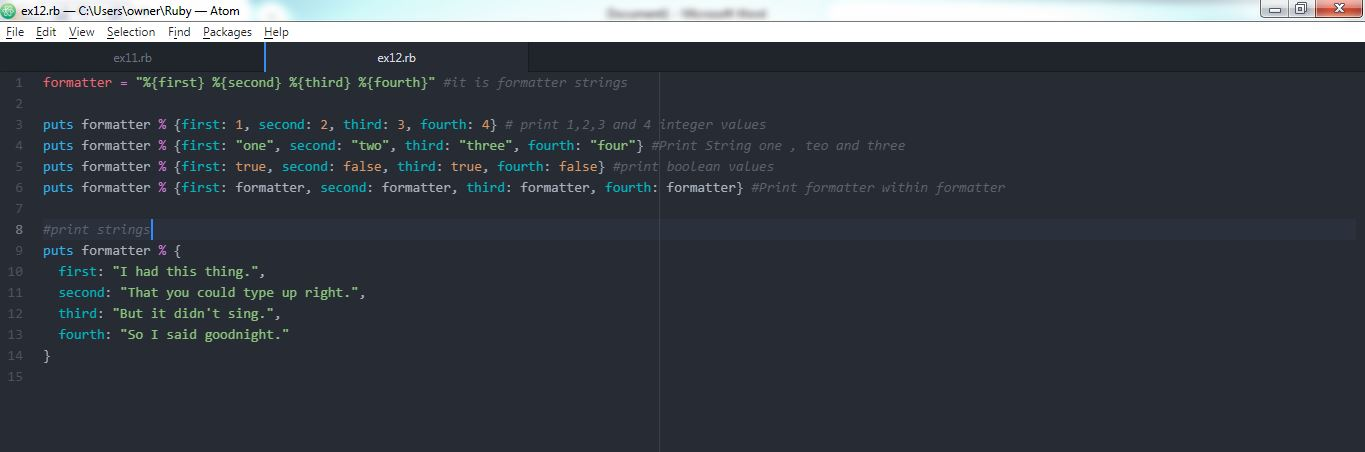 ex12.rb — C:\Users\owner\Ruby — Atom
Document1 - Microsoft Word
File Edit View Selection Find Packages Help
ex11.rb ex12.rb
1 formatter = "%{first} %{second} %{third} %{fourth}" #it is formatter strings
2
3 puts formatter % {first: 1, second: 2, third: 3, fourth: 4} # print 1,2,3 and 4 integer values
4 puts formatter % {first: "one", second: "two", third: "three", fourth: "four"} #Print String one , teo and three
5 puts formatter % {first: true, second: false, third: true, fourth: false} #print boolean values
6 puts formatter % {first: formatter, second: formatter, third: formatter, fourth: formatter} #Print formatter within formatter
7
8 #print strings
9 puts formatter % {
10 first: "I had this thing.",
11 second: "That you could type up right.",
12 third: "But it didn't sing.",
13 fourth: "So I said goodnight."
14 }
15